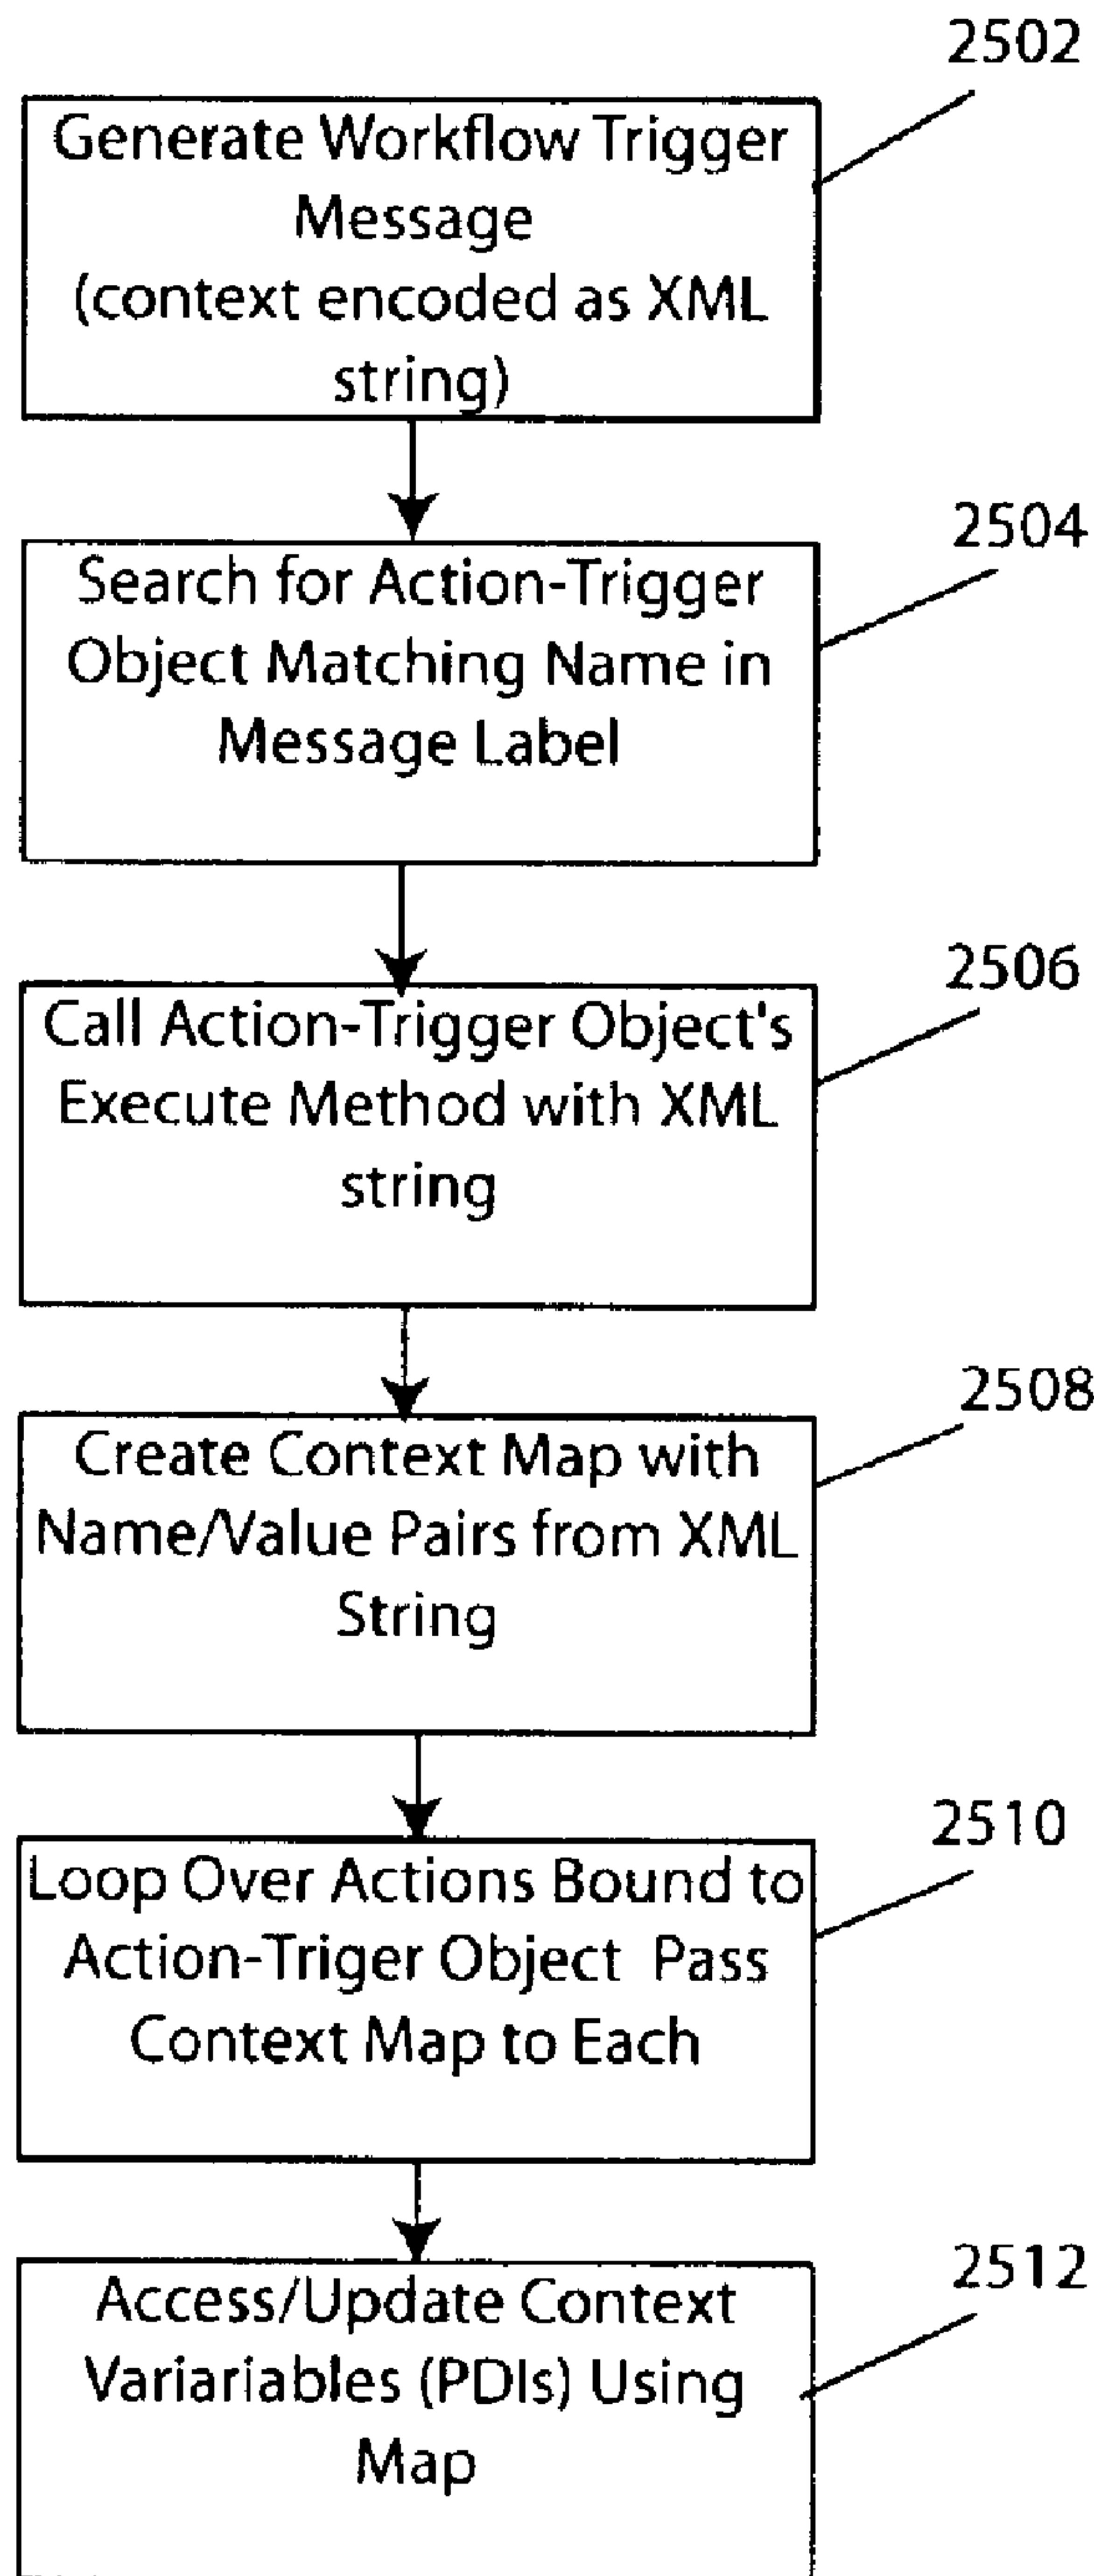 2502
Generate Workflow Trigger
Message
(context encoded as XML
string)
2504
Search for Action-Trigger
Object Matching Name in
Message Label
2506
Call Action-Trigger Object's
Execute Method with XML
string
2508
Create Context Map with
Name/Value Pairs from XML
String
2510
Loop Over Actions Bound to
Action-Triger Object Pass
Context Map to Each
2512
Access/Update Context
Varariables (PDIs) Using
Map